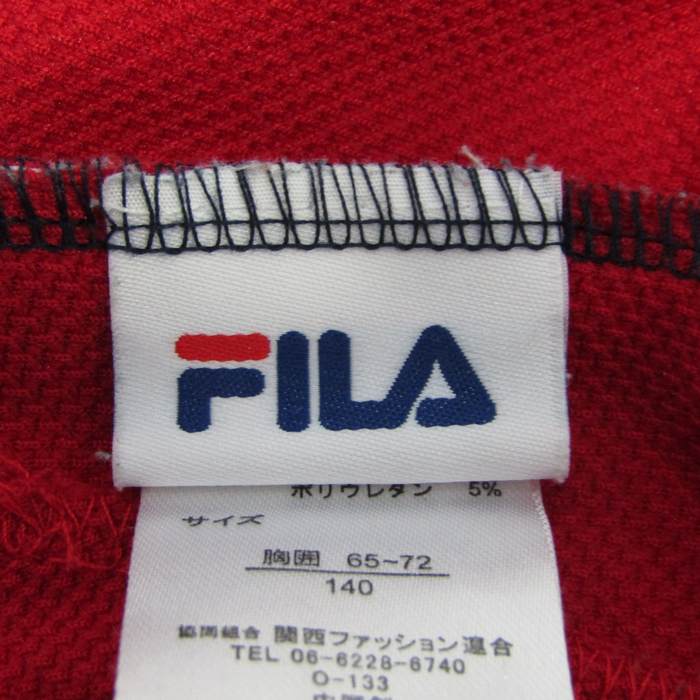 FILA
ポリウレタン 5%
サイズ
胸囲 65~72
140
協同組合 関西ファッション連合
TEL 06-6228-6740
O-133